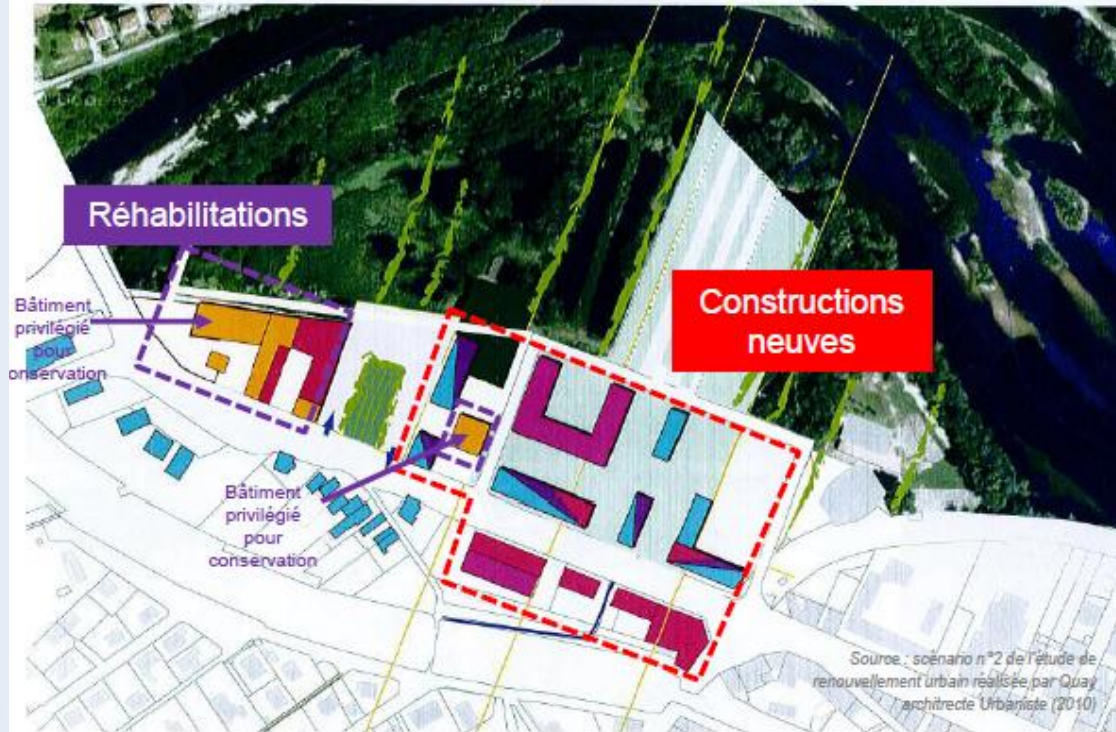 Réhabilitations
Bâtiment
privilégié
pour
conservation
Constructions
neuves
Bâtiment
privilégié
pour
conservation
Source : scénario n°2 de l'étude de
renouvellement urbain réalisée par Quay
architrecte Urbaniste (2010)